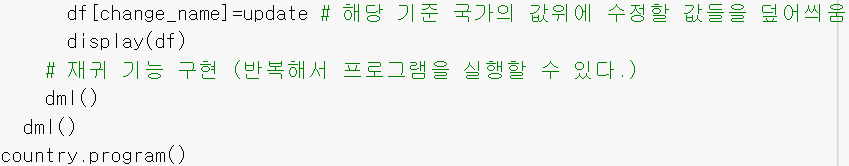 df[change_name]=update # 해당 기준 국가의 값위에 수정할 값들을 덮어씌움
display(df)
# 재귀 기능 구현 (반복해서 프로그램을 실행할 수 있다.)
dml()
dml()
country.program()